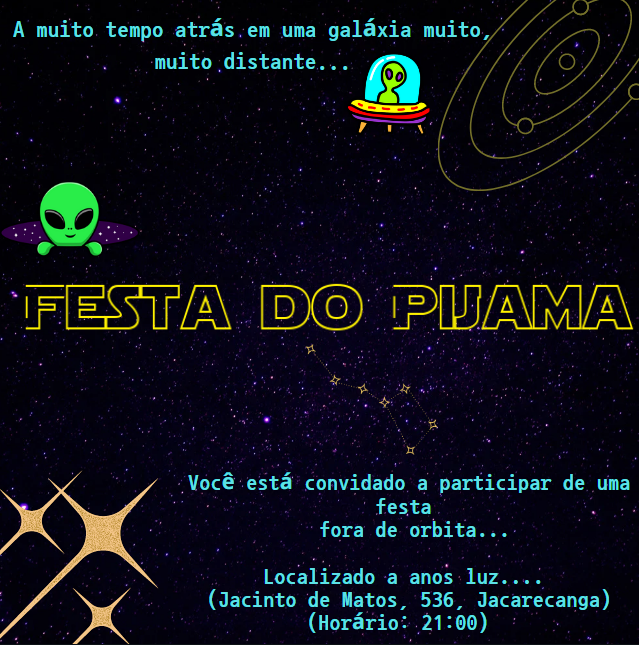 A muito tempo atrás em uma galáxia muito,
muito distante...
FESTA DO PIJAMA
Você está convidado a participar de uma
festa
fora de orbita...
Localizado a anos luz....
(Jacinto de Matos, 536, Jacarecanga)
(Horário: 21:00)